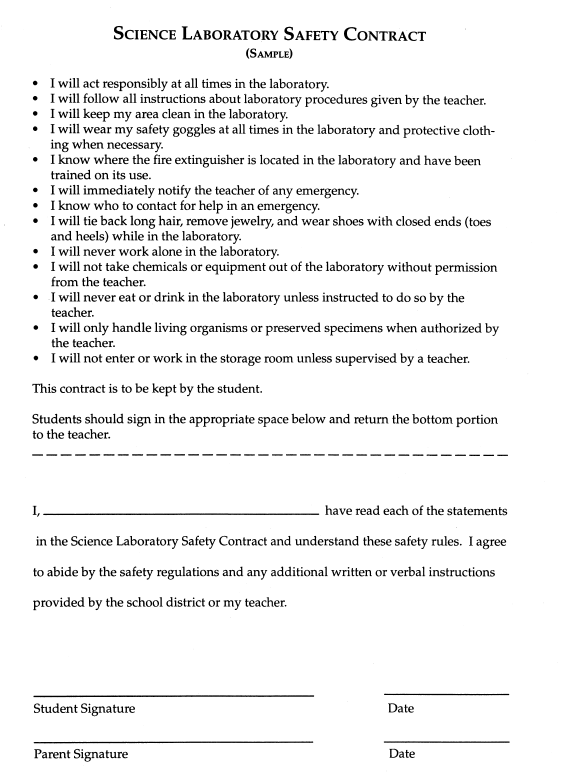 SCIENCE LABORATORY SAFETY CONTRACT
(SAMPLE)
• I will act responsibly at all times in the laboratory.
• I will follow all instructions about laboratory procedures given by the teacher.
• I will keep my area clean in the laboratory.
• I will wear my safety goggles at all times in the laboratory and protective cloth-
ing when necessary.
• I know where the fire extinguisher is located in the laboratory and have been
trained on its use.
• I will immediately notify the teacher of any emergency.
• I know who to contact for help in an emergency.
• I will tie back long hair, remove jewelry, and wear shoes with closed ends (toes
and heels) while in the laboratory.
• I will never work alone in the laboratory.
• I will not take chemicals or equipment out of the laboratory without permission
from the teacher.
• I will never eat or drink in the laboratory unless instructed to do so by the
teacher.
• I will only handle living organisms or preserved specimens when authorized by
the teacher.
• I will not enter or work in the storage room unless supervised by a teacher.
This contract is to be kept by the student.
Students should sign in the appropriate space below and return the bottom portion
to the teacher.
I, ______________________ have read each of the statements
in the Science Laboratory Safety Contract and understand these safety rules. I agree
to abide by the safety regulations and any additional written or verbal instructions
provided by the school district or my teacher.
Student Signature Date
Parent Signature Date